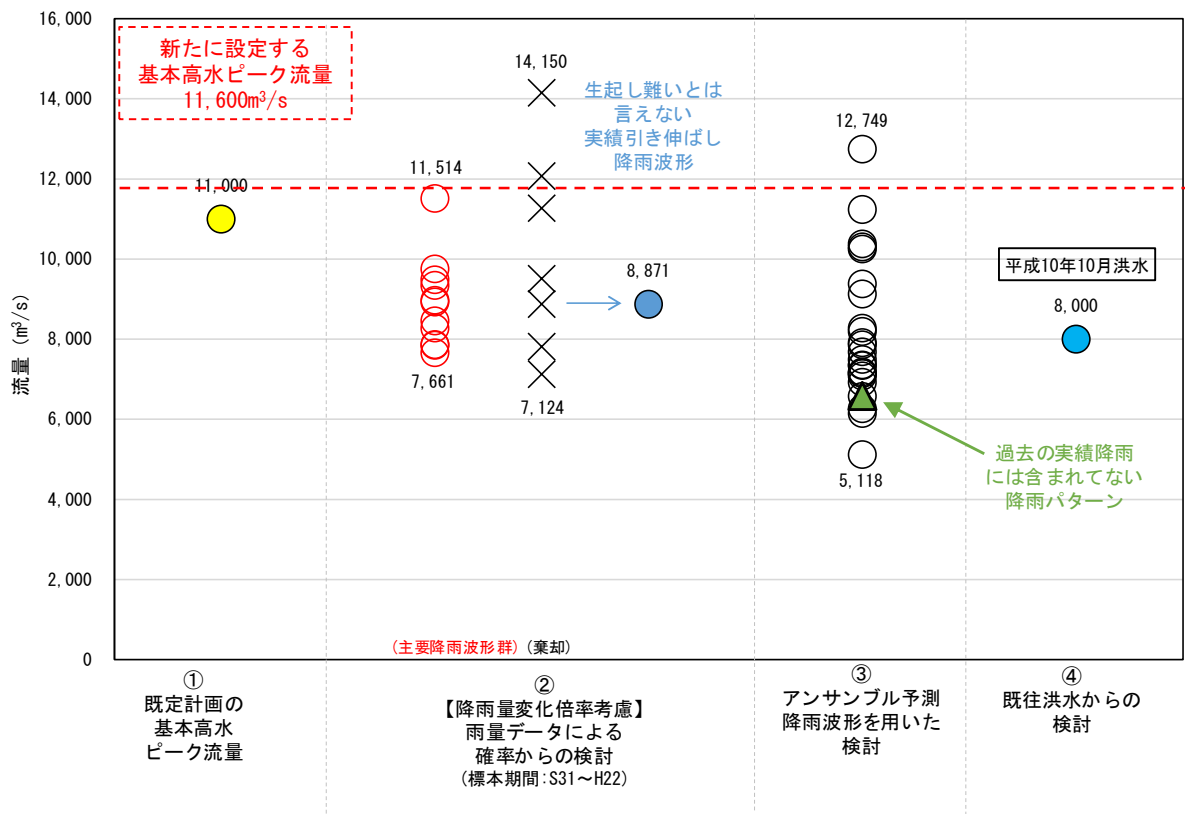 16,000
14,000
12,000
10,000
8,000
6,000
4,000
2,000
0
流量 (m³/s)
新たに設定する
基本高水ピーク流量
11,600m³/s
11,000
11,514
7,661
14,150
7,124
生起し難いとは
言えない
実績引き伸ばし
降雨波形
8,871
12,749
5,118
過去の実績降雨
には含まれてない
降雨パターン
平成10年10月洪水
8,000
(主要降雨波形群)(棄却)
①
既定計画の
基本高水
ピーク流量
②
【降雨量変化倍率考慮】
雨量データによる
確率からの検討
(標本期間:S31～H22)
③
アンサンブル予測
降雨波形を用いた
検討
④
既往洪水からの
検討